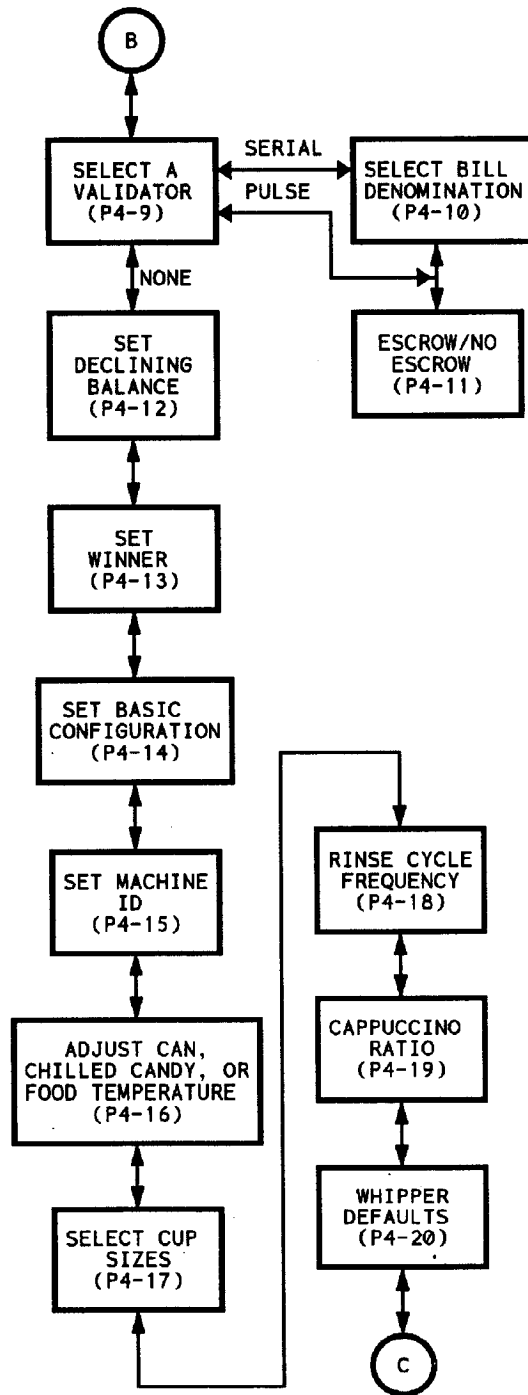 B
SELECT A
VALIDATOR
(P4-9)
SERIAL
PULSE
SELECT BILL
DENOMINATION
(P4-10)
NONE
ESCROW/NO
ESCROW
(P4-11)
SET
DECLINING
BALANCE
(P4-12)
SET
WINNER
(P4-13)
SET BASIC
CONFIGURATION
(P4-14)
SET MACHINE
ID
(P4-15)
ADJUST CAN,
CHILLED CANDY, OR
FOOD TEMPERATURE
(P4-16)
SELECT CUP
SIZES
(P4-17)
RINSE CYCLE
FREQUENCY
(P4-18)
CAPPUCCINO
RATIO
(P4-19)
WHIPPER
DEFAULTS
(P4-20)
C